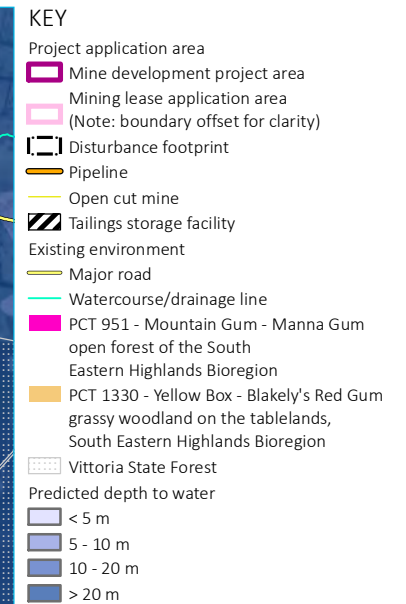 KEY
Project application area
Mine development project area
Mining lease application area
(Note: boundary offset for clarity)
Disturbance footprint
Pipeline
Open cut mine
Tailings storage facility
Existing environment
Major road
Watercourse/drainage line
PCT 951 - Mountain Gum - Manna Gum
open forest of the South
Eastern Highlands Bioregion
PCT 1330 - Yellow Box - Blakely's Red Gum
grassy woodland on the tablelands,
South Eastern Highlands Bioregion
Vittoria State Forest
Predicted depth to water
< 5 m
5 - 10 m
10 - 20 m
> 20 m